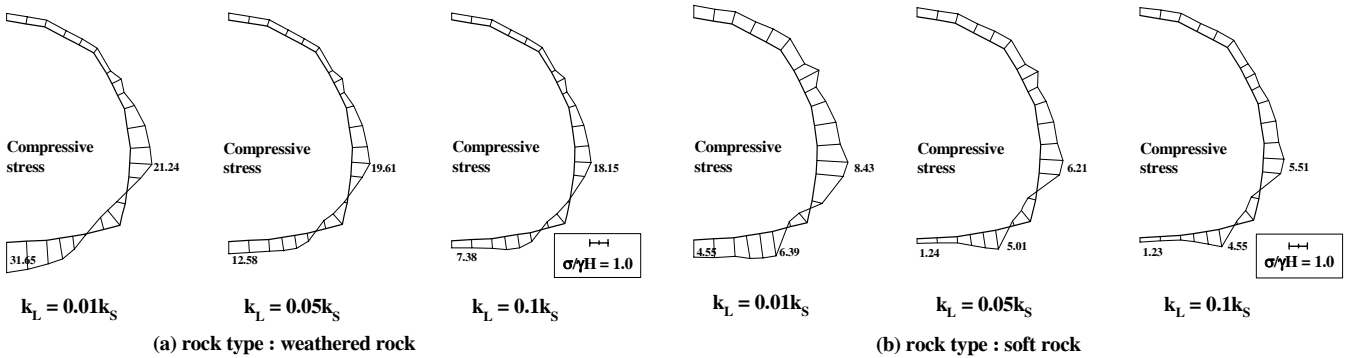 Compressive
stress
21.24
31.65
k_L = 0.01k_S
Compressive
stress
19.61
12.58
k_L = 0.05k_S
Compressive
stress
18.15
7.38
σ/γH = 1.0
k_L = 0.1k_S
(a) rock type : weathered rock
Compressive
stress
8.43
4.55
6.39
k_L = 0.01k_S
Compressive
stress
6.21
1.24
5.01
k_L = 0.05k_S
Compressive
stress
5.51
1.23
4.55
σ/γH = 1.0
k_L = 0.1k_S
(b) rock type : soft rock